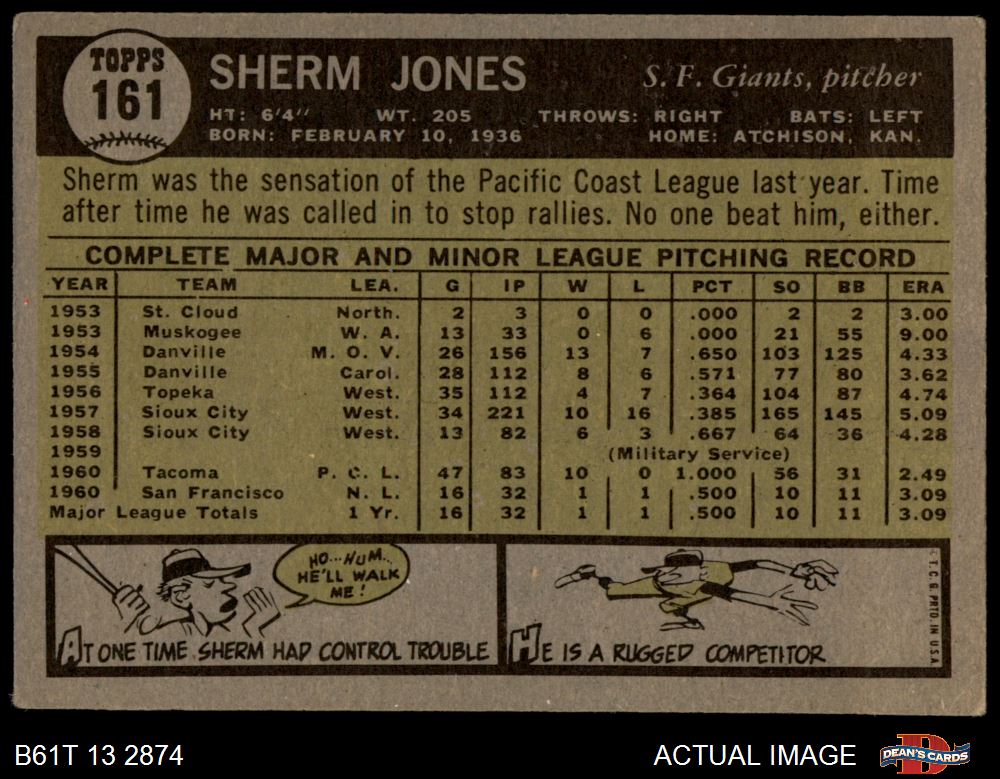 TOPPS
161
SHERM JONES
S. F. Giants, pitcher
HT: 6'4" WT. 205 THROWS: RIGHT BATS: LEFT
BORN: FEBRUARY 10, 1936 HOME: ATCHISON, KAN.
Sherm was the sensation of the Pacific Coast League last year. Time
after time he was called in to stop rallies. No one beat him, either.
COMPLETE MAJOR AND MINOR LEAGUE PITCHING RECORD
YEAR TEAM LEA. G IP W L PCT SO BB ERA
1953 St. Cloud North. 2 3 0 0 .000 2 2 3.00
1953 Muskogee W. A. 13 33 0 6 .000 21 55 9.00
1954 Danville M. O. V. 26 156 13 7 .650 103 125 4.33
1955 Danville Carol. 28 112 8 6 .571 77 80 3.62
1956 Topeka West. 35 112 4 7 .364 104 87 4.74
1957 Sioux City West. 34 221 10 16 .385 165 145 5.09
1958 Sioux City West. 13 82 6 3 .667 64 36 4.28
1959 (Military Service)
1960 Tacoma P. C. L. 47 83 10 0 1.000 56 31 2.49
1960 San Francisco N. L. 16 32 1 1 .500 10 11 3.09
Major League Totals 1 Yr. 16 32 1 1 .500 10 11 3.09
HO...HUM..
HE'LL WALK
ME!
AT ONE TIME SHERM HAD CONTROL TROUBLE
HE IS A RUGGED COMPETITOR
T. C. G. PRTD. IN U.S.A.
B61T 13 2874
ACTUAL IMAGE
DEAN'S CARDS